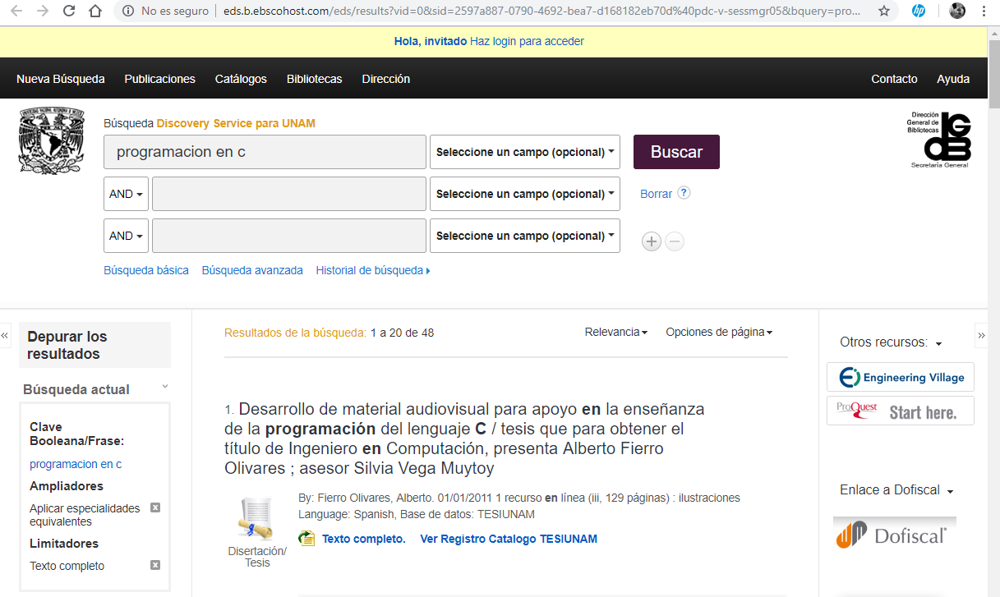 No es seguro | eds.b.ebscohost.com/eds/results?vid=0&sid=2597a887-0790-4692-bea7-d168182eb70d%40pdc-v-sessmgr05&bquery=pro...
Hola, invitado Haz login para acceder
Nueva Búsqueda Publicaciones Catálogos Bibliotecas Dirección Contacto Ayuda
Búsqueda Discovery Service para UNAM
Dirección
General de
Bibliotecas
DGB
Secretaría General
programacion en c Seleccione un campo (opcional) Buscar
AND Seleccione un campo (opcional) Borrar ?
AND Seleccione un campo (opcional)
Búsqueda básica Búsqueda avanzada Historial de búsqueda
Depurar los
resultados
Búsqueda actual
Clave
Booleana/Frase:
programacion en c
Ampliadores
Aplicar especialidades
equivalentes
Limitadores
Texto completo
Resultados de la búsqueda: 1 a 20 de 48 Relevancia Opciones de página
1. Desarrollo de material audiovisual para apoyo en la enseñanza
de la programación del lenguaje C / tesis que para obtener el
título de Ingeniero en Computación, presenta Alberto Fierro
Olivares ; asesor Silvia Vega Muytoy
Disertación/
Tesis
By: Fierro Olivares, Alberto. 01/01/2011 1 recurso en línea (iii, 129 páginas) : ilustraciones
Language: Spanish, Base de datos: TESIUNAM
Texto completo. Ver Registro Catalogo TESIUNAM
Otros recursos:
Engineering Village
ProQuest Start here.
Enlace a Dofiscal
Dofiscal